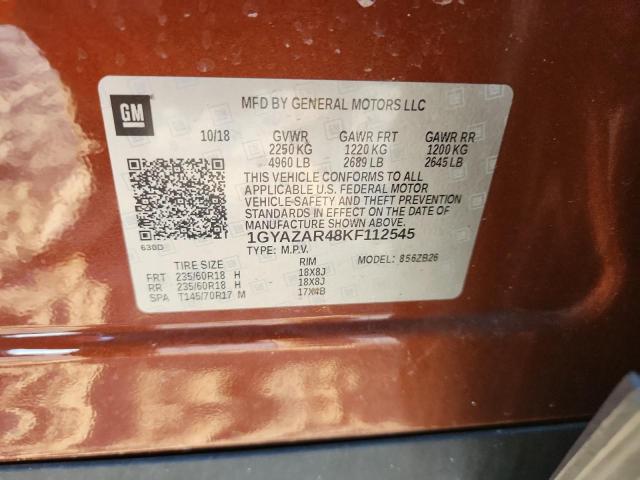 GM
MFD BY GENERAL MOTORS LLC
10/18 GVWR GAWR FRT GAWR RR
2250 KG 1220 KG 1200 KG
4960 LB 2689 LB 2645 LB
THIS VEHICLE CONFORMS TO ALL
APPLICABLE U.S. FEDERAL MOTOR
VEHICLE-SAFETY AND THEFT PREVENTION
STANDARDS IN EFFECT ON THE DATE OF
MANUFACTURE SHOWN ABOVE.
638D 1GYAZAR48KF112545
TYPE: M.P.V. MODEL: 856ZB26
TIRE SIZE RIM
FRT 235/60R18 H 18X8J
RR 235/60R18 H 18X8J
SPA T145/70R17 M 17X4B